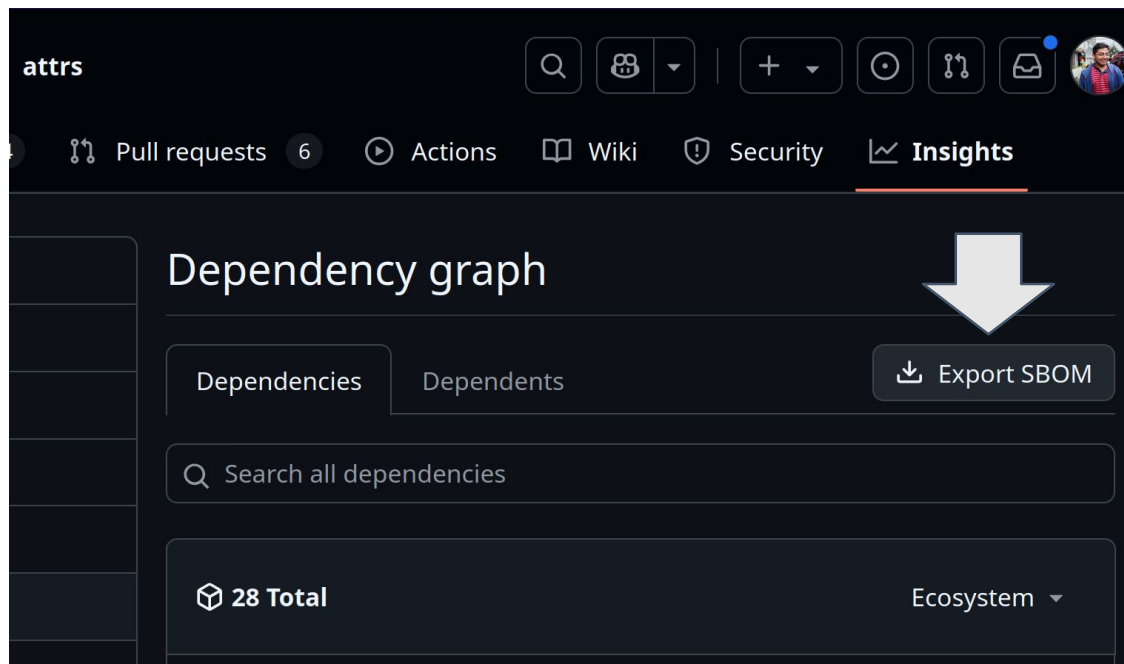 attrs
Pull requests 6 Actions Wiki Security Insights
Dependency graph
Dependencies Dependents Export SBOM
Search all dependencies
28 Total Ecosystem